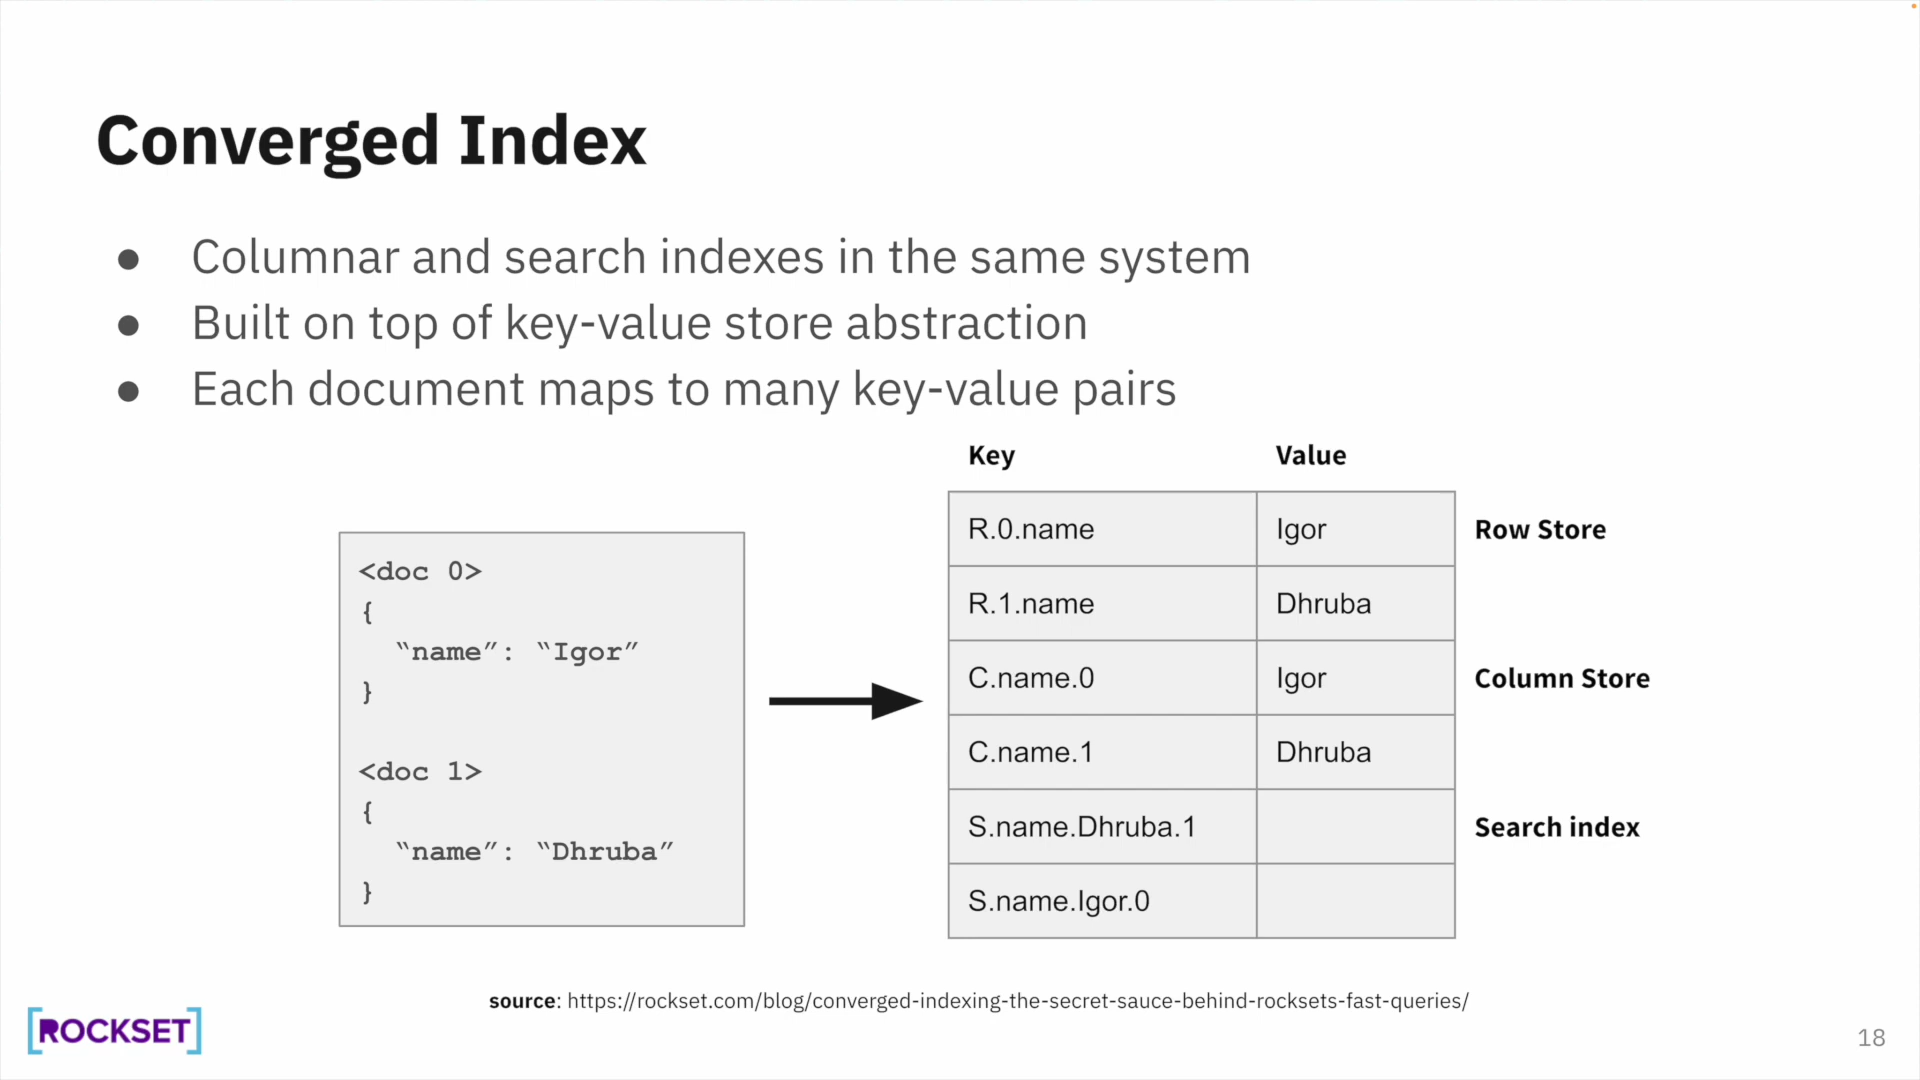 Converged Index
● Columnar and search indexes in the same system
● Built on top of key-value store abstraction
● Each document maps to many key-value pairs
<doc 0>
{
“name”: “Igor”
}
<doc 1>
{
“name”: “Dhruba”
}
Key Value
R.0.name Igor Row Store
R.1.name Dhruba
C.name.0 Igor Column Store
C.name.1 Dhruba
S.name.Dhruba.1 Search index
S.name.Igor.0
source: https://rockset.com/blog/converged-indexing-the-secret-sauce-behind-rocksets-fast-queries/
[ROCKSET]
18